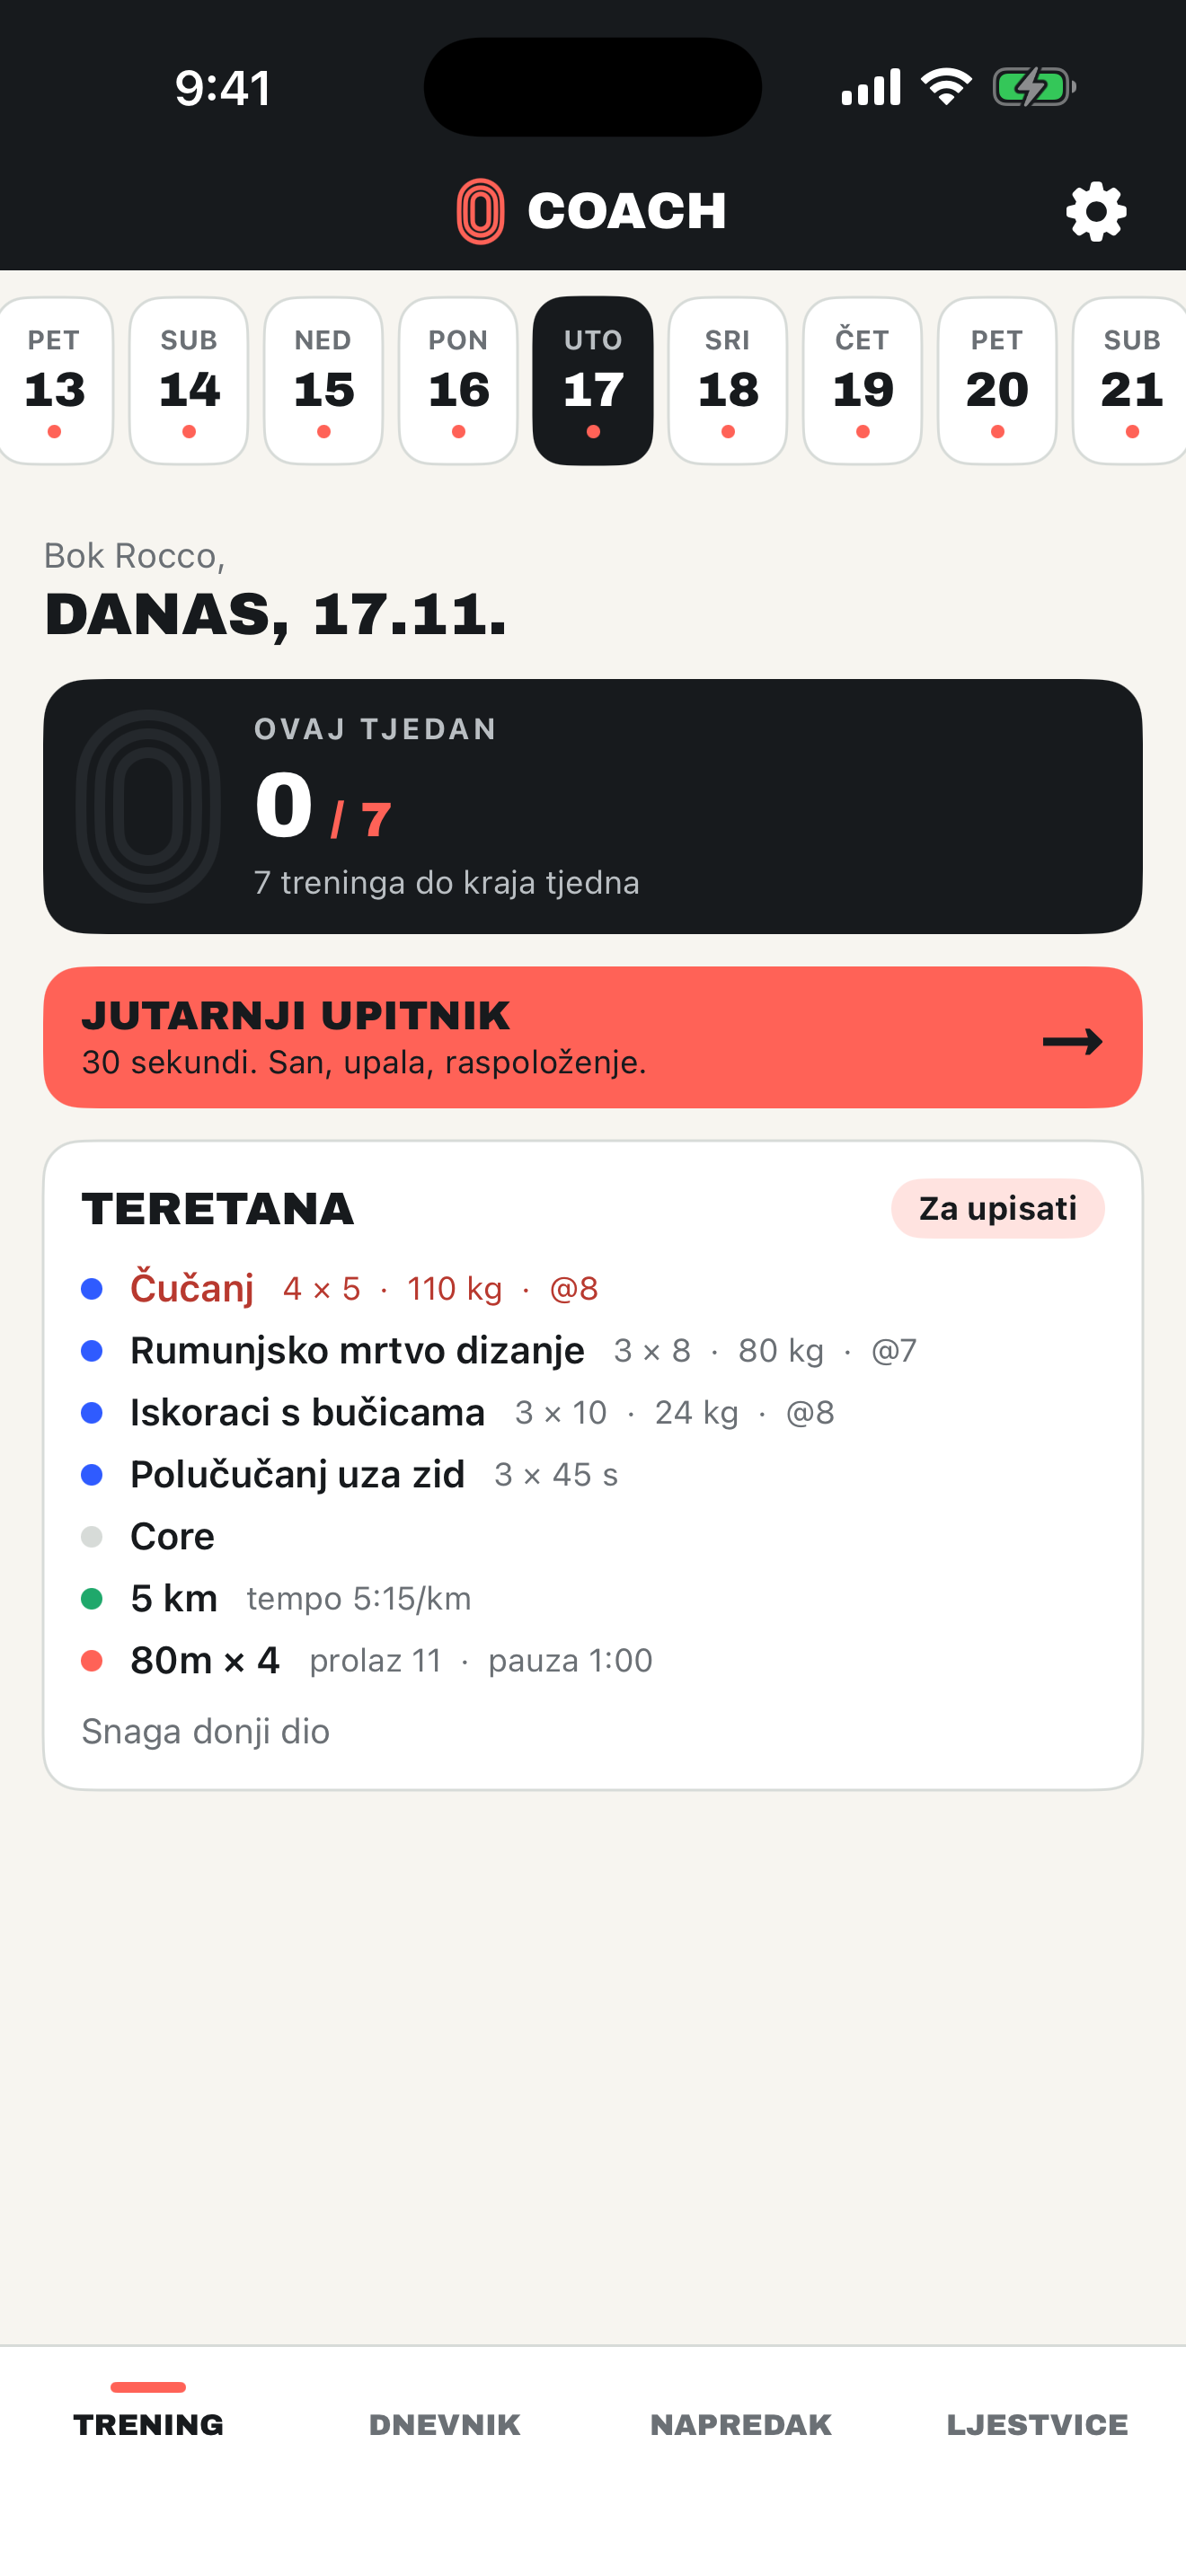 9:41
COACH
PET SUB NED PON UTO SRI ČET PET SUB
13 14 15 16 17 18 19 20 21
Bok Rocco,
DANAS, 17.11.
OVAJ TJEDAN
0 / 7
7 treninga do kraja tjedna
JUTARNJI UPITNIK
30 sekundi. San, upala, raspoloženje.
TERETANA Za upisati
Čučanj 4 × 5 · 110 kg · @8
Rumunjsko mrtvo dizanje 3 × 8 · 80 kg · @7
Iskoraci s bučicama 3 × 10 · 24 kg · @8
Polučučanj uza zid 3 × 45 s
Core
5 km tempo 5:15/km
80m × 4 prolaz 11 · pauza 1:00
Snaga donji dio
TRENING DNEVNIK NAPREDAK LJESTVICE